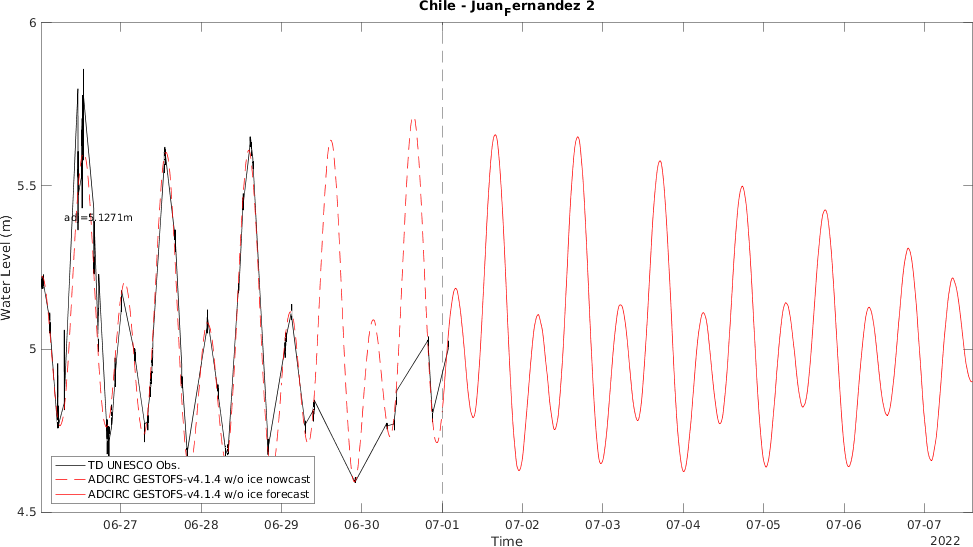 Chile - Juan_Fernandez 2
6
5.5
5
4.5
Water Level (m)
adj=5.1271m
TD UNESCO Obs.
ADCIRC GESTOFS-v4.1.4 w/o ice nowcast
ADCIRC GESTOFS-v4.1.4 w/o ice forecast
06-27 06-28 06-29 06-30 07-01 07-02 07-03 07-04 07-05 07-06 07-07
Time
2022